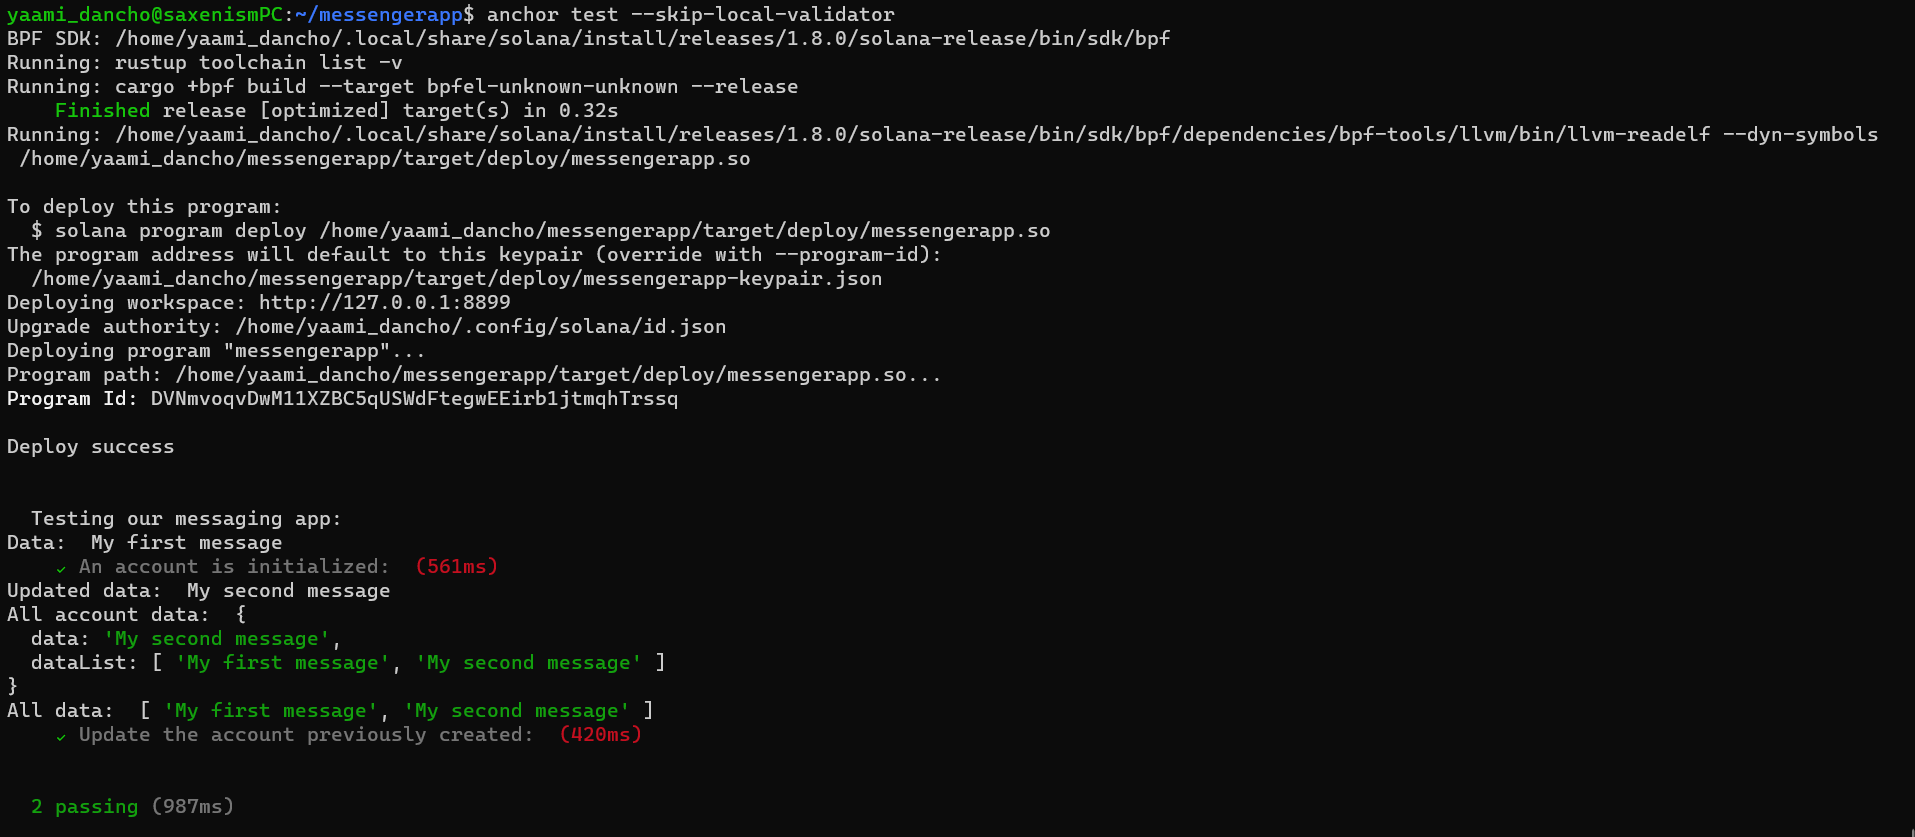 yaami_dancho@saxenismPC:~/messengerapp$ anchor test --skip-local-validator
BPF SDK: /home/yaami_dancho/.local/share/solana/install/releases/1.8.0/solana-release/bin/sdk/bpf
Running: rustup toolchain list -v
Running: cargo +bpf build --target bpfel-unknown-unknown --release
    Finished release [optimized] target(s) in 0.32s
Running: /home/yaami_dancho/.local/share/solana/install/releases/1.8.0/solana-release/bin/sdk/bpf/dependencies/bpf-tools/llvm/bin/llvm-readelf --dyn-symbols
 /home/yaami_dancho/messengerapp/target/deploy/messengerapp.so

To deploy this program:
  $ solana program deploy /home/yaami_dancho/messengerapp/target/deploy/messengerapp.so
The program address will default to this keypair (override with --program-id):
  /home/yaami_dancho/messengerapp/target/deploy/messengerapp-keypair.json
Deploying workspace: http://127.0.0.1:8899
Upgrade authority: /home/yaami_dancho/.config/solana/id.json
Deploying program "messengerapp"...
Program path: /home/yaami_dancho/messengerapp/target/deploy/messengerapp.so...
Program Id: DVNmvoqvDwM11XZBC5qUSWdFtegwEEirb1jtmqhTrssq

Deploy success

  Testing our messaging app:
Data:  My first message
    ✓ An account is initialized:  (561ms)
Updated data:  My second message
All account data:  {
  data: 'My second message',
  dataList: [ 'My first message', 'My second message' ]
}
All data:  [ 'My first message', 'My second message' ]
    ✓ Update the account previously created:  (420ms)

  2 passing (987ms)